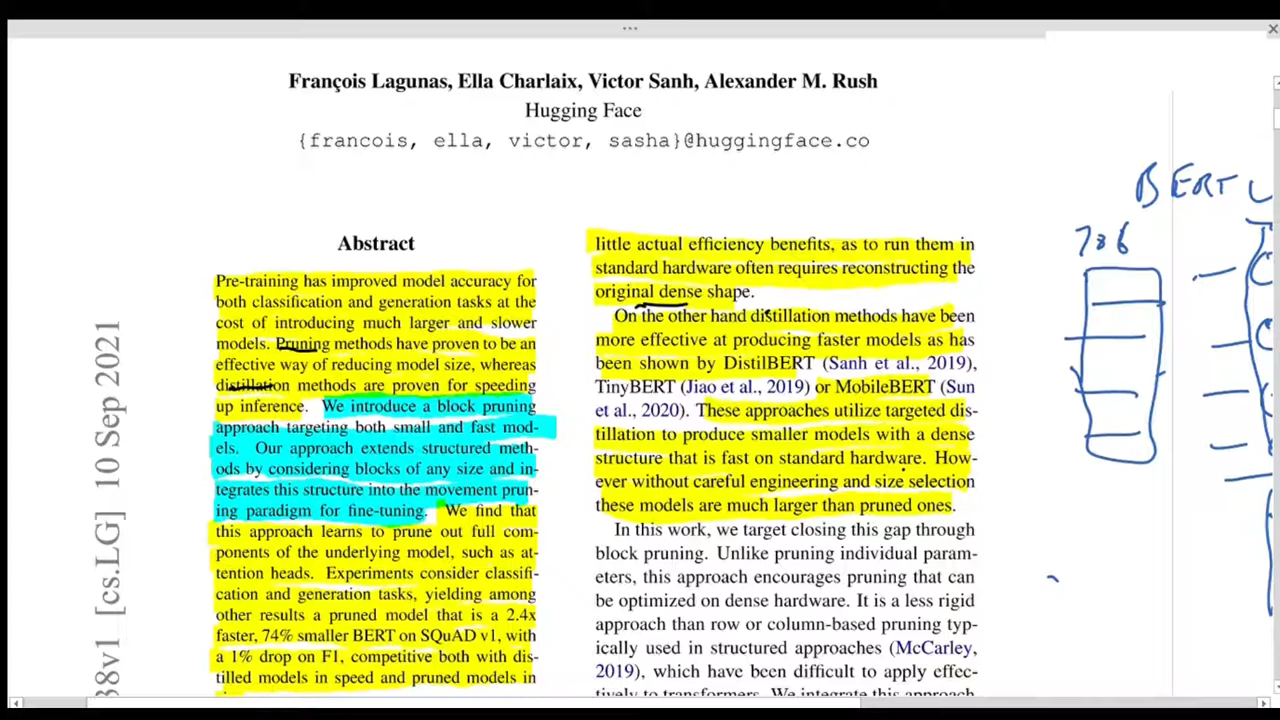 François Lagunas, Ella Charlaix, Victor Sanh, Alexander M. Rush
Hugging Face
{francois, ella, victor, sasha}@huggingface.co
Abstract
Pre-training has improved model accuracy for
both classification and generation tasks at the
cost of introducing much larger and slower
models. Pruning methods have proven to be an
effective way of reducing model size, whereas
distillation methods are proven for speeding
up inference. We introduce a block pruning
approach targeting both small and fast mod-
els. Our approach extends structured meth-
ods by considering blocks of any size and in-
tegrates this structure into the movement prun-
ing paradigm for fine-tuning. We find that
this approach learns to prune out full com-
ponents of the underlying model, such as at-
tention heads. Experiments consider classifi-
cation and generation tasks, yielding among
other results a pruned model that is a 2.4x
faster, 74% smaller BERT on SQuAD v1, with
a 1% drop on F1, competitive both with dis-
tilled models in speed and pruned models in
little actual efficiency benefits, as to run them in
standard hardware often requires reconstructing the
original dense shape.
On the other hand distillation methods have been
more effective at producing faster models as has
been shown by DistilBERT (Sanh et al., 2019),
TinyBERT (Jiao et al., 2019) or MobileBERT (Sun
et al., 2020). These approaches utilize targeted dis-
tillation to produce smaller models with a dense
structure that is fast on standard hardware. How-
ever without careful engineering and size selection
these models are much larger than pruned ones.
In this work, we target closing this gap through
block pruning. Unlike pruning individual param-
eters, this approach encourages pruning that can
be optimized on dense hardware. It is a less rigid
approach than row or column-based pruning typ-
ically used in structured approaches (McCarley,
2019), which have been difficult to apply effec-
tively to transformers. We integrate this approach
38v1 [cs.LG] 10 Sep 2021
BERT
786